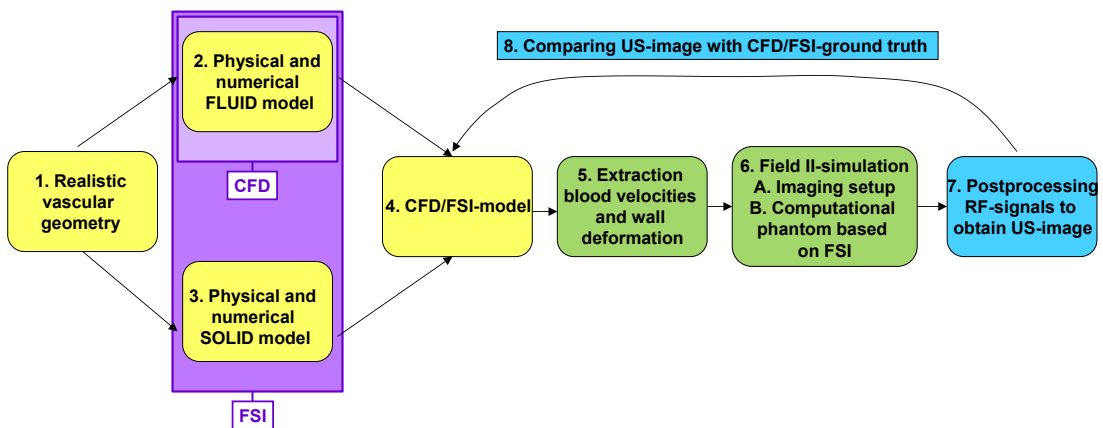 8. Comparing US-image with CFD/FSI-ground truth
2. Physical and
numerical
FLUID model
CFD
1. Realistic
vascular
geometry
3. Physical and
numerical
SOLID model
FSI
4. CFD/FSI-model
5. Extraction
blood velocities
and wall
deformation
6. Field II-simulation
A. Imaging setup
B. Computational
phantom based
on FSI
7. Postprocessing
RF-signals to
obtain US-image